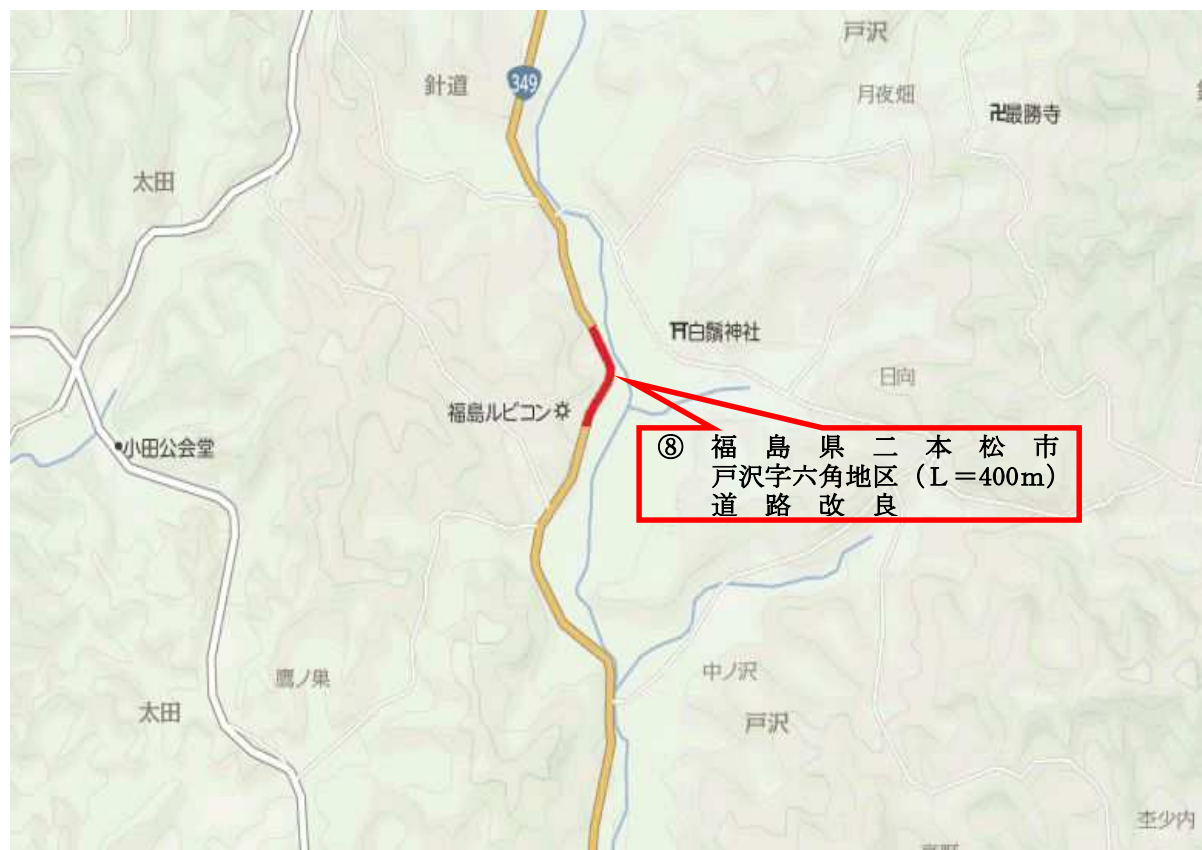 戸沢
針道
349
月夜畑
卍最勝寺
太田
白鬚神社
日向
福島ルビコン
小田公会堂
⑧ 福島県二本松市
戸沢字六角地区(L=400m)
道路改良
鷹ノ巣
中ノ沢
太田
戸沢
杢少内